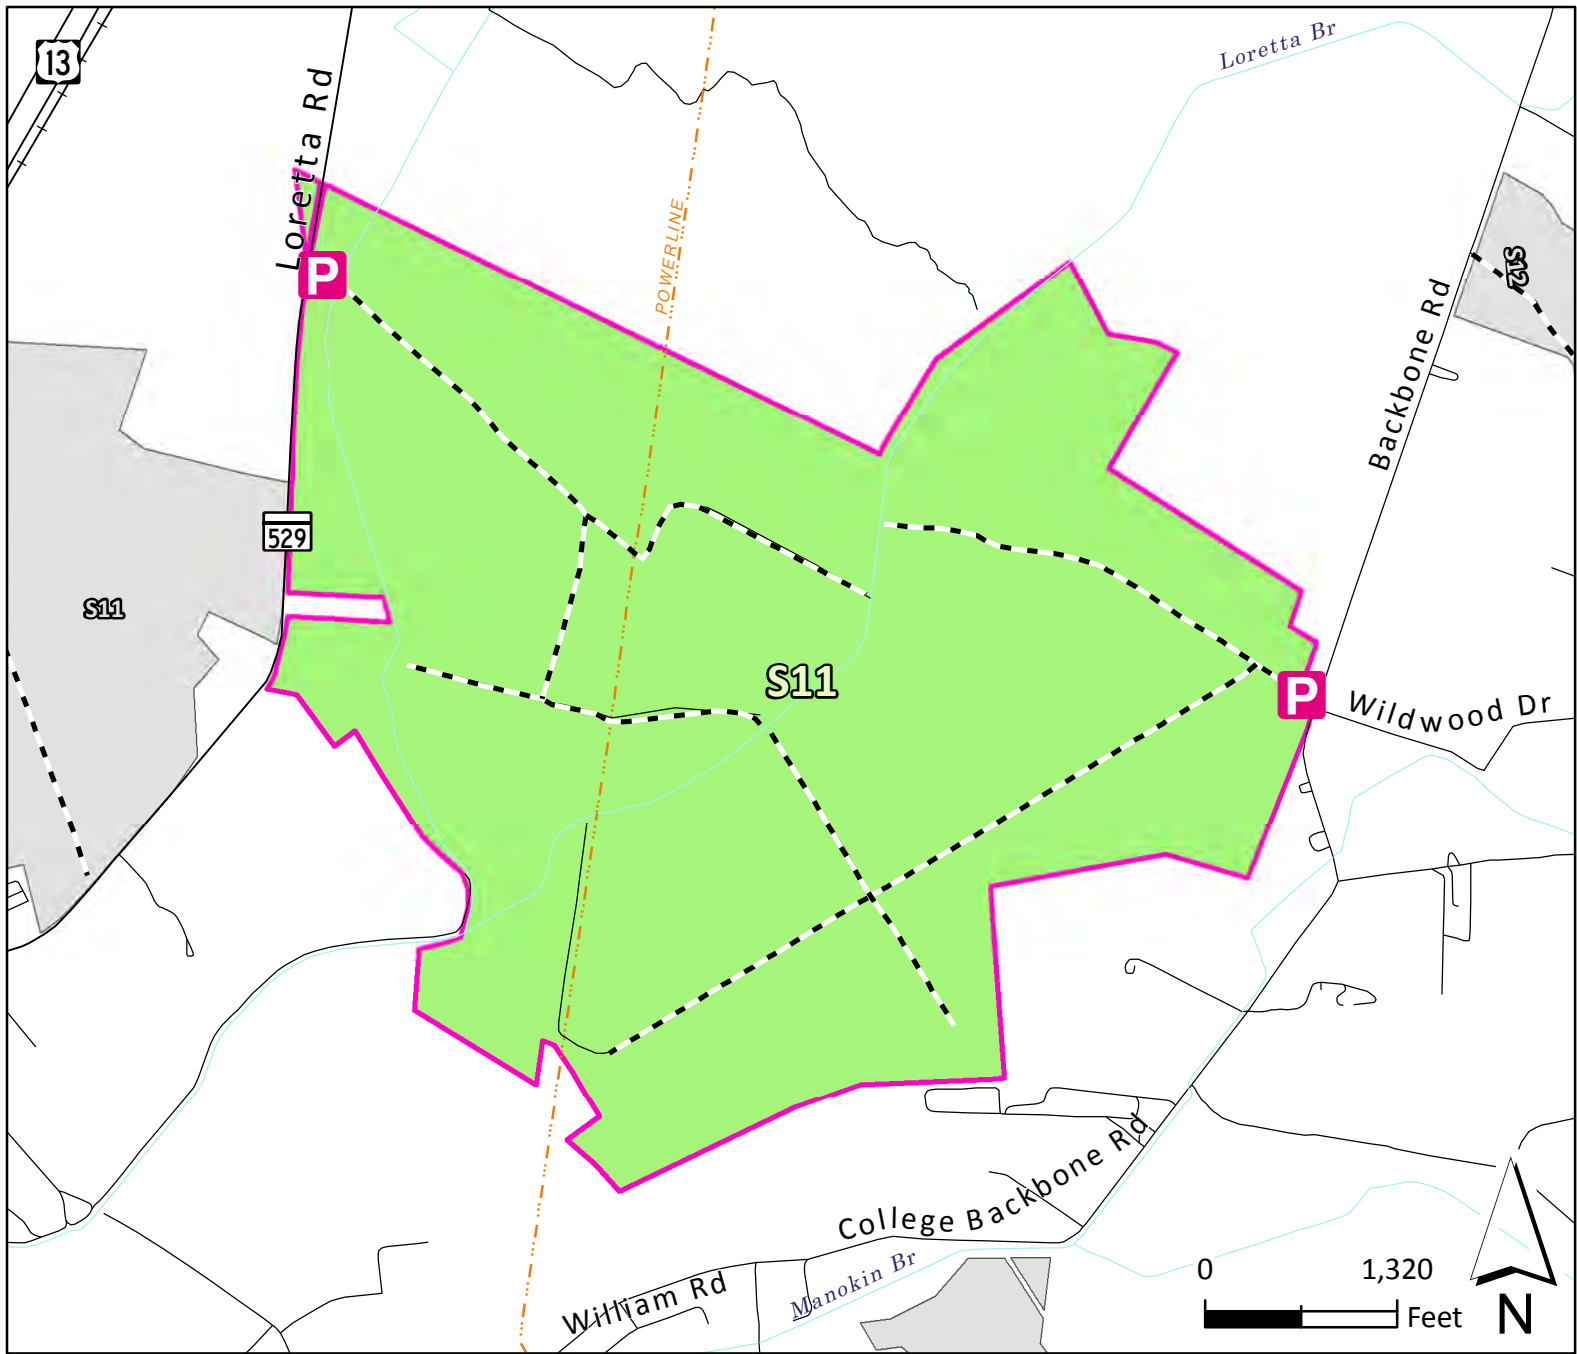 13
Loretta Rd
Loretta Br
POWERLINE
P
S12
Backbone Rd
529
S11
S11
P
Wildwood Dr
College Backbone Rd
William Rd
Manokin Br
0 1,320
Feet
N